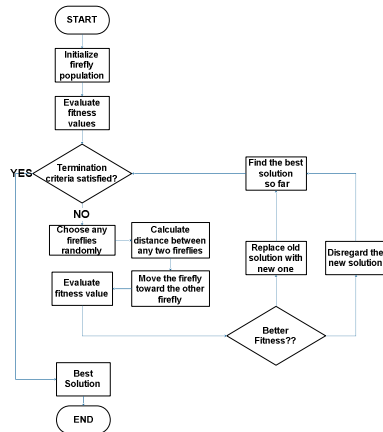 START
Initialize
firefly
population
Evaluate
fitness
values
Termination
criteria satisfied?
YES
NO
Choose any
fireflies
randomly
Calculate
distance between
any two fireflies
Move the firefly
toward the other
firefly
Evaluate
fitness value
Better
Fitness??
Replace old
solution with
new one
Disregard the
new solution
Find the best
solution
so far
Best
Solution
END